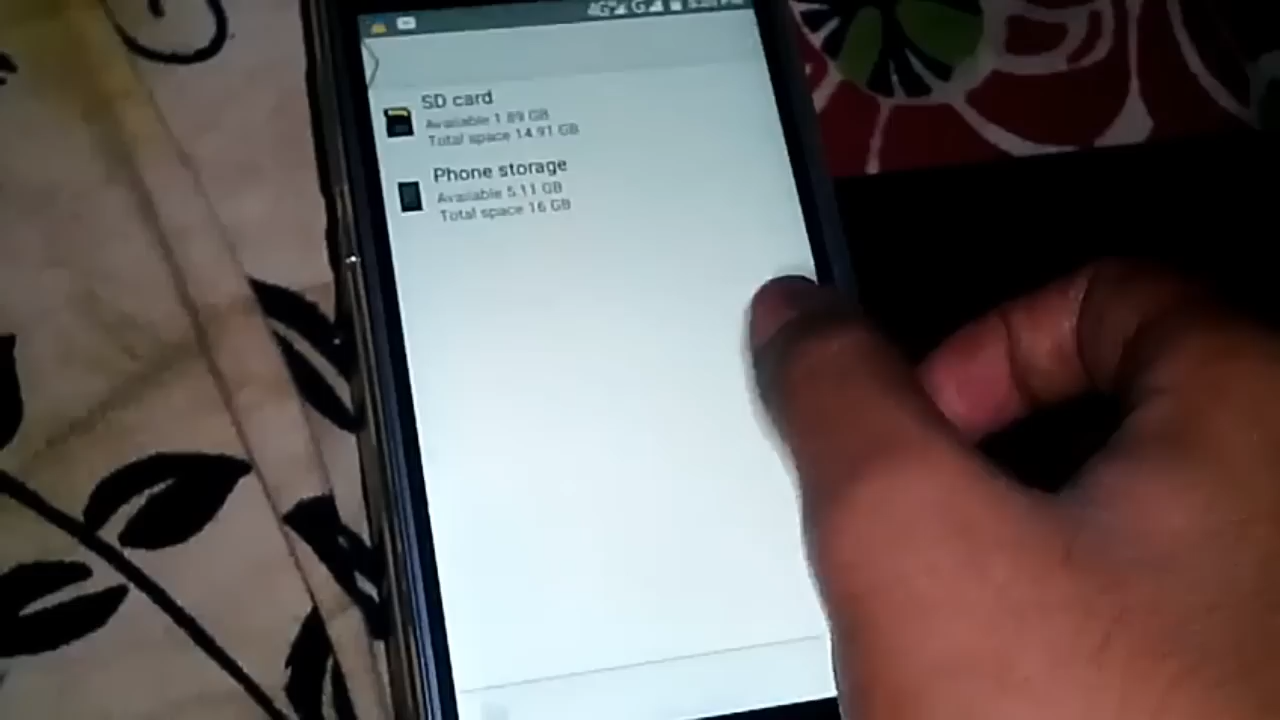 4G G
SD card
Available 1.89 GB
Total space 14.91 GB
Phone storage
Available 5.11 GB
Total space 16 GB